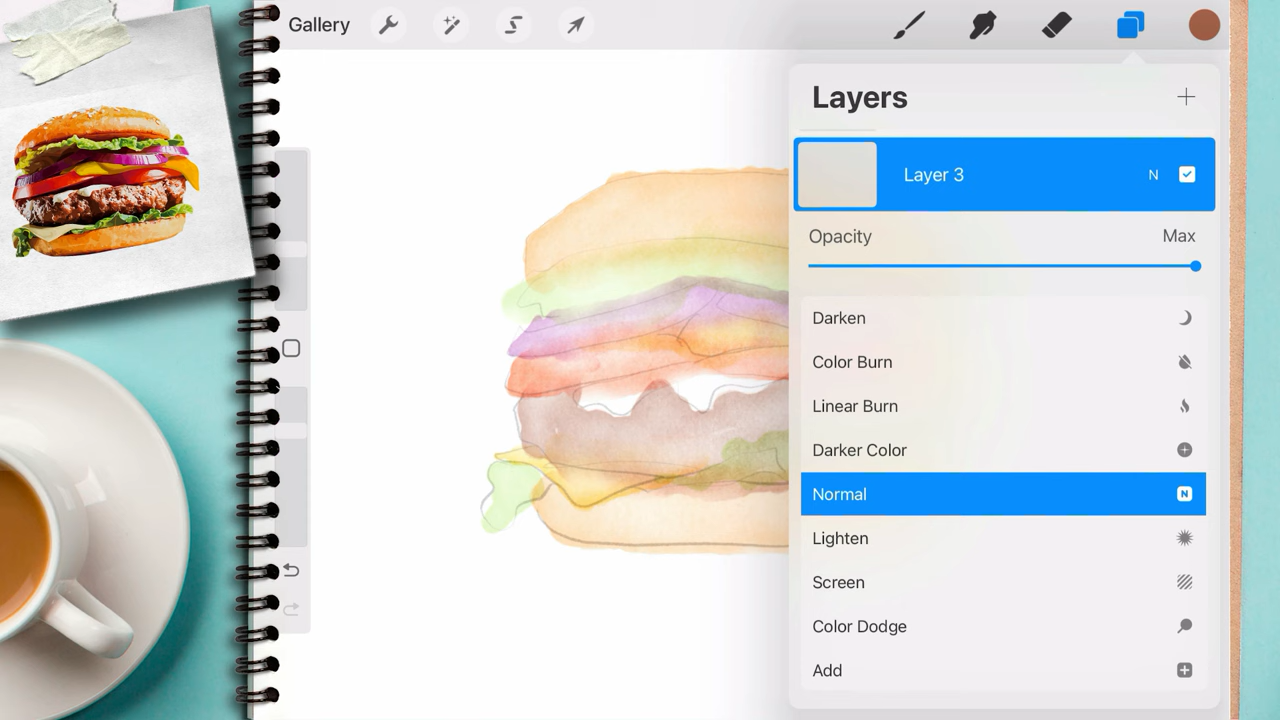 Gallery
Layers
Layer 3 N
Opacity Max
Darken
Color Burn
Linear Burn
Darker Color
Normal N
Lighten
Screen
Color Dodge
Add